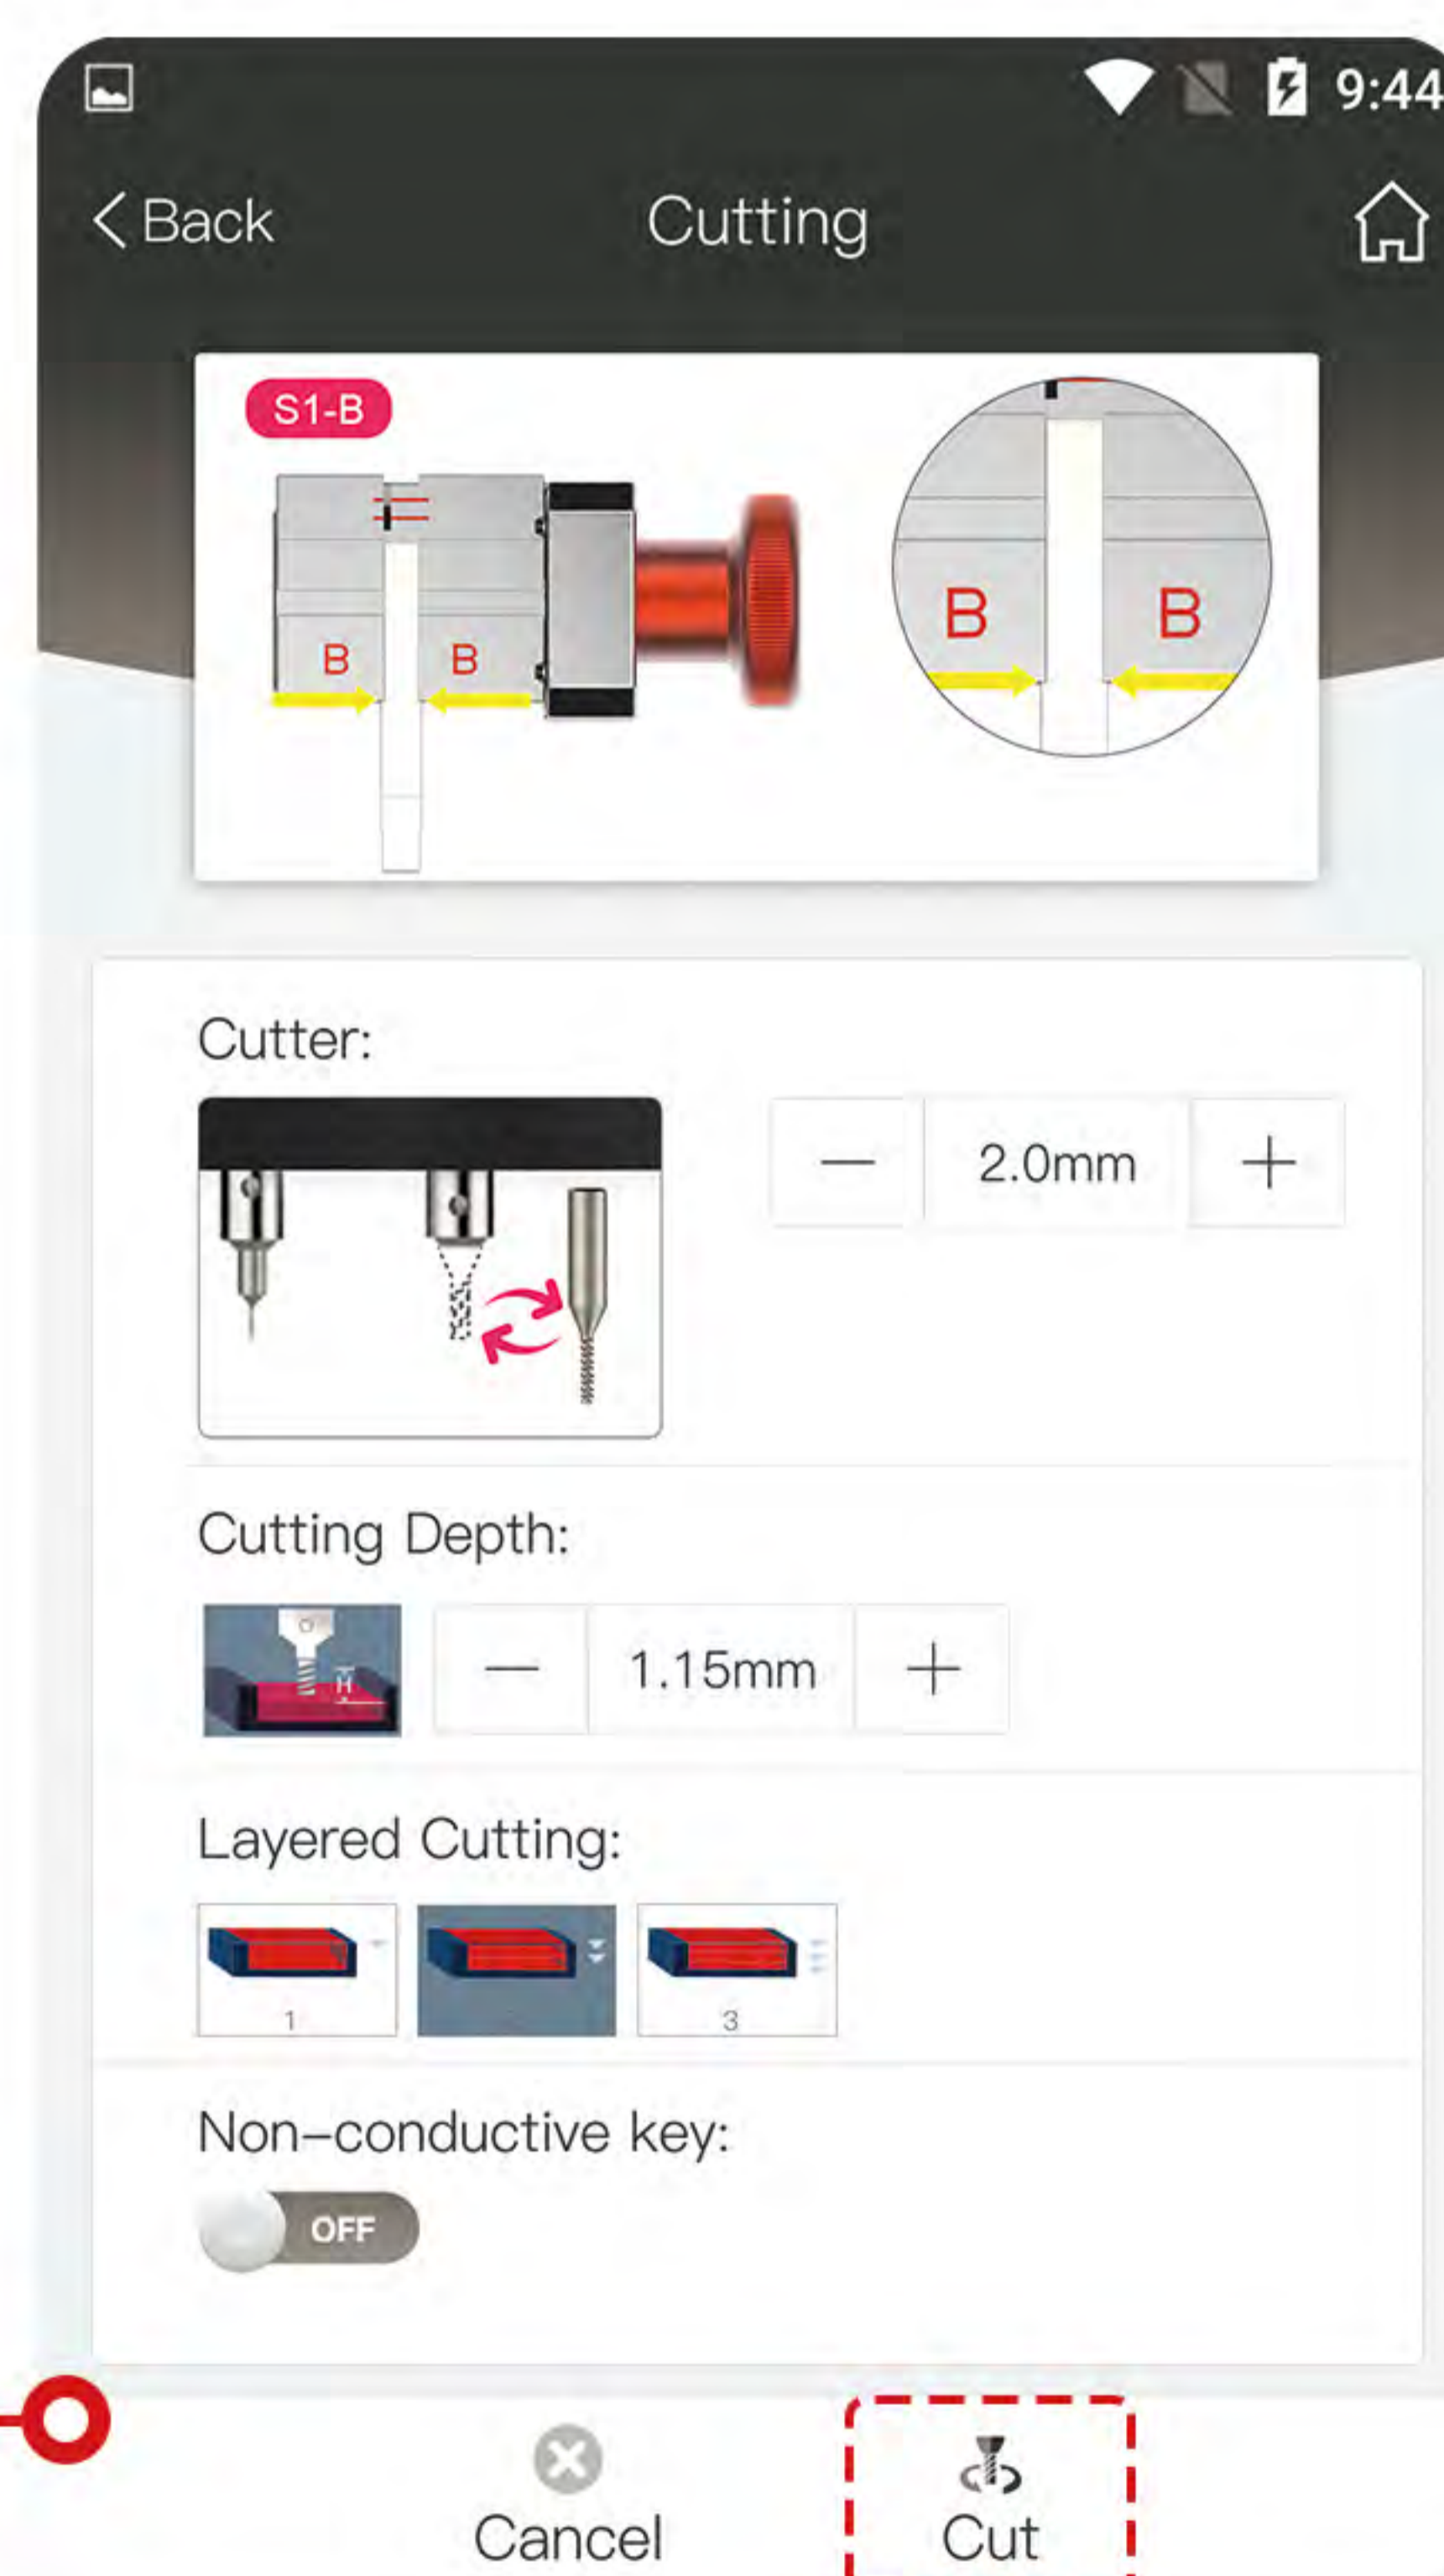 9:44
Back
Cutting
S1-B
B B
B B
Cutter:
2.0mm
Cutting Depth:
H
1.15mm
Layered Cutting:
1
3
Non-conductive key:
OFF
Cancel
Cut